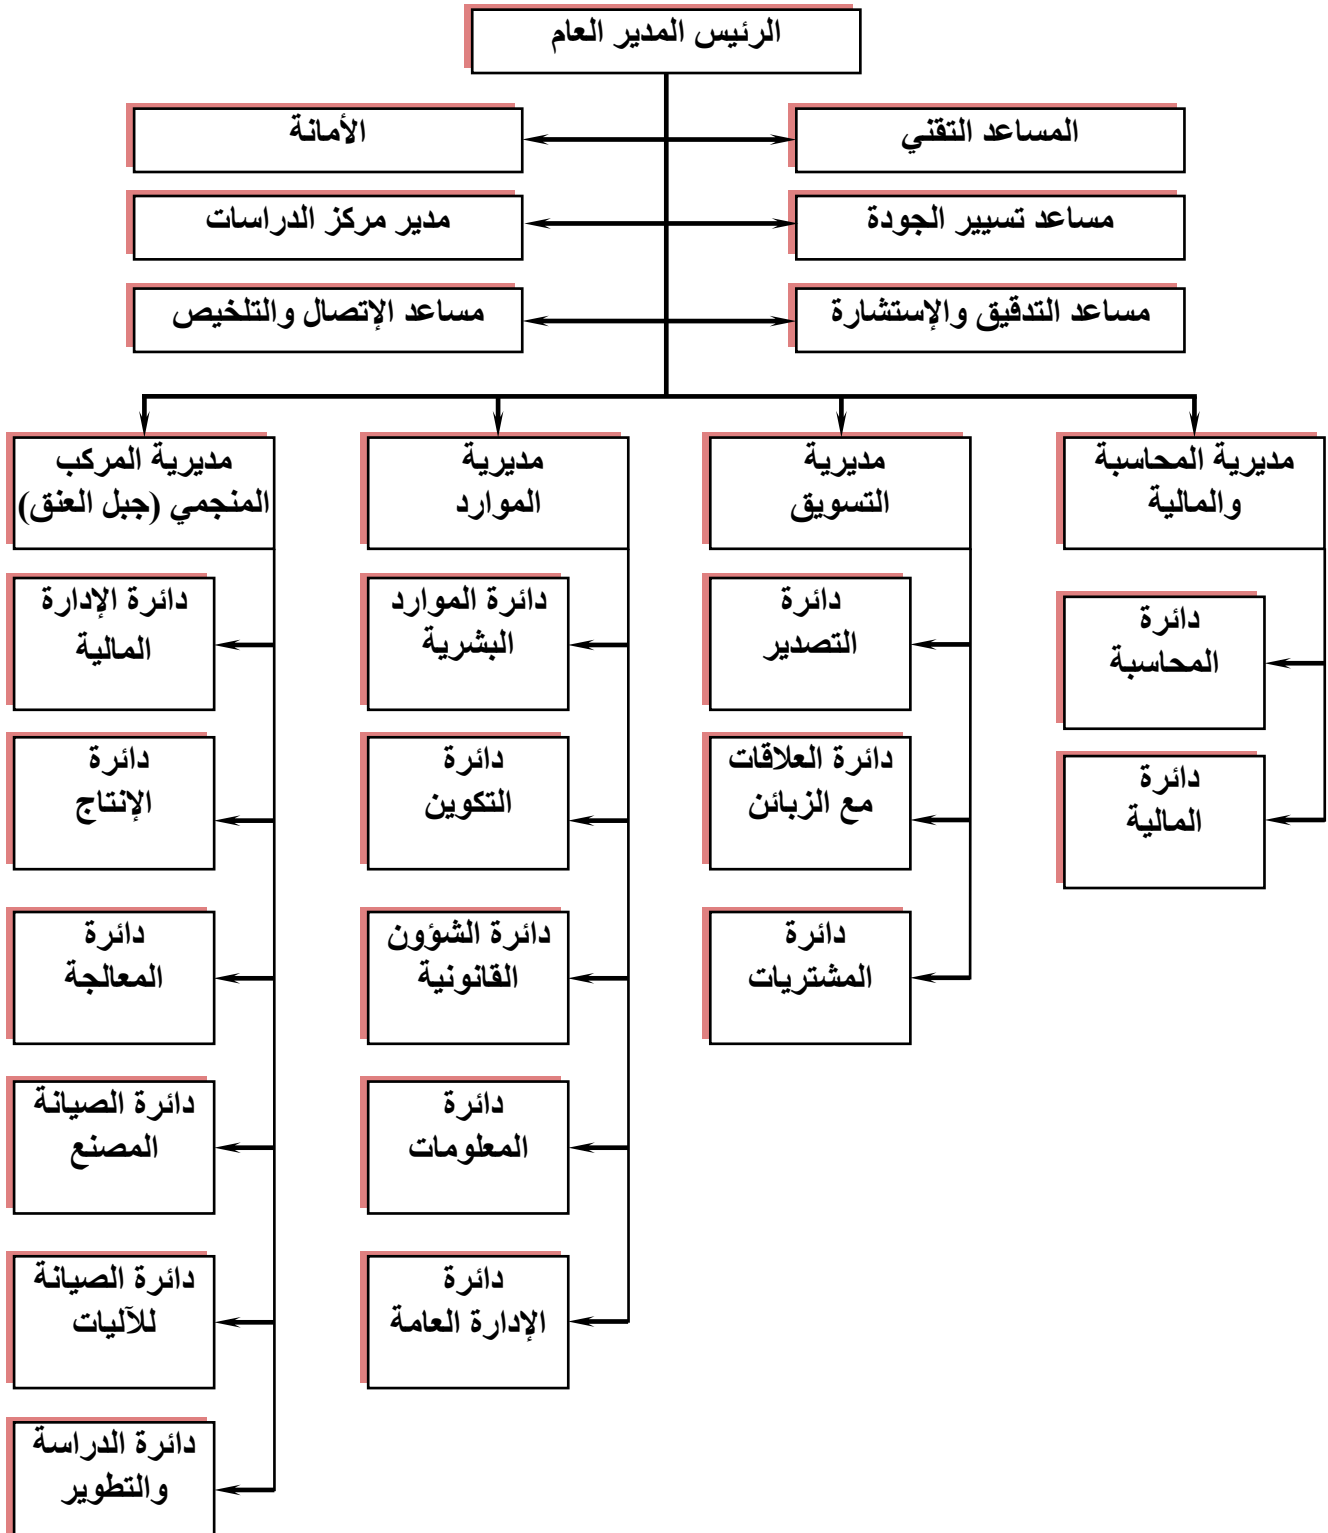 الرئيس المدير العام
المساعد التقني
الأمانة
مساعد تسيير الجودة
مدير مركز الدراسات
مساعد التدقيق والإستشارة
مساعد الإتصال والتلخيص
مديرية المحاسبة
والمالية
دائرة
المحاسبة
دائرة
المالية
مديرية
التسويق
دائرة
التصدير
دائرة العلاقات
مع الزبائن
دائرة
المشتريات
مديرية
الموارد
دائرة الموارد
البشرية
دائرة
التكوين
دائرة الشؤون
القانونية
دائرة
المعلومات
دائرة
الإدارة العامة
مديرية المركب
المنجمي (جبل العنق)
دائرة الإدارة
المالية
دائرة
الإنتاج
دائرة
المعالجة
دائرة الصيانة
المصنع
دائرة الصيانة
للآليات
دائرة الدراسة
والتطوير